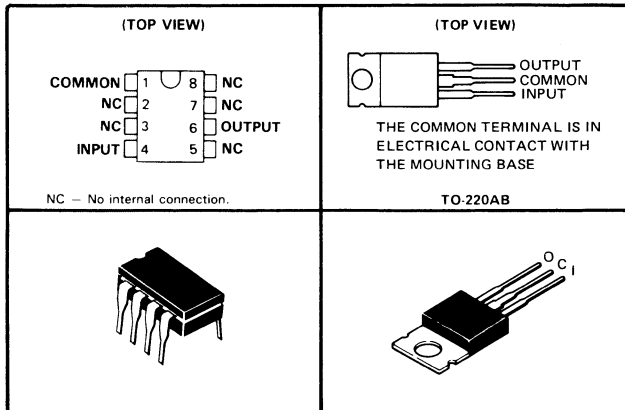 (TOP VIEW)
COMMON 1 8 NC
NC 2 7 NC
NC 3 6 OUTPUT
INPUT 4 5 NC
NC — No internal connection.
(TOP VIEW)
OUTPUT
COMMON
INPUT
THE COMMON TERMINAL IS IN
ELECTRICAL CONTACT WITH
THE MOUNTING BASE
TO-220AB
O
C
I